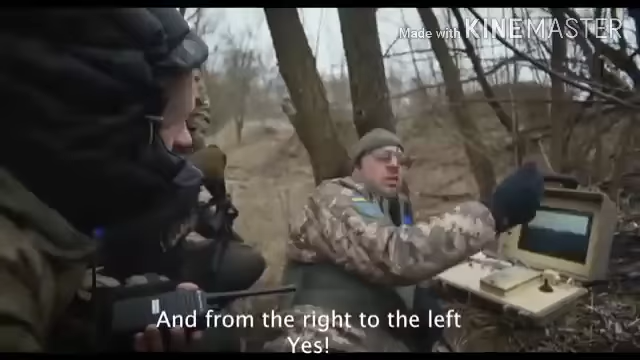 Made with KINEMASTER
And from the right to the left
Yes!